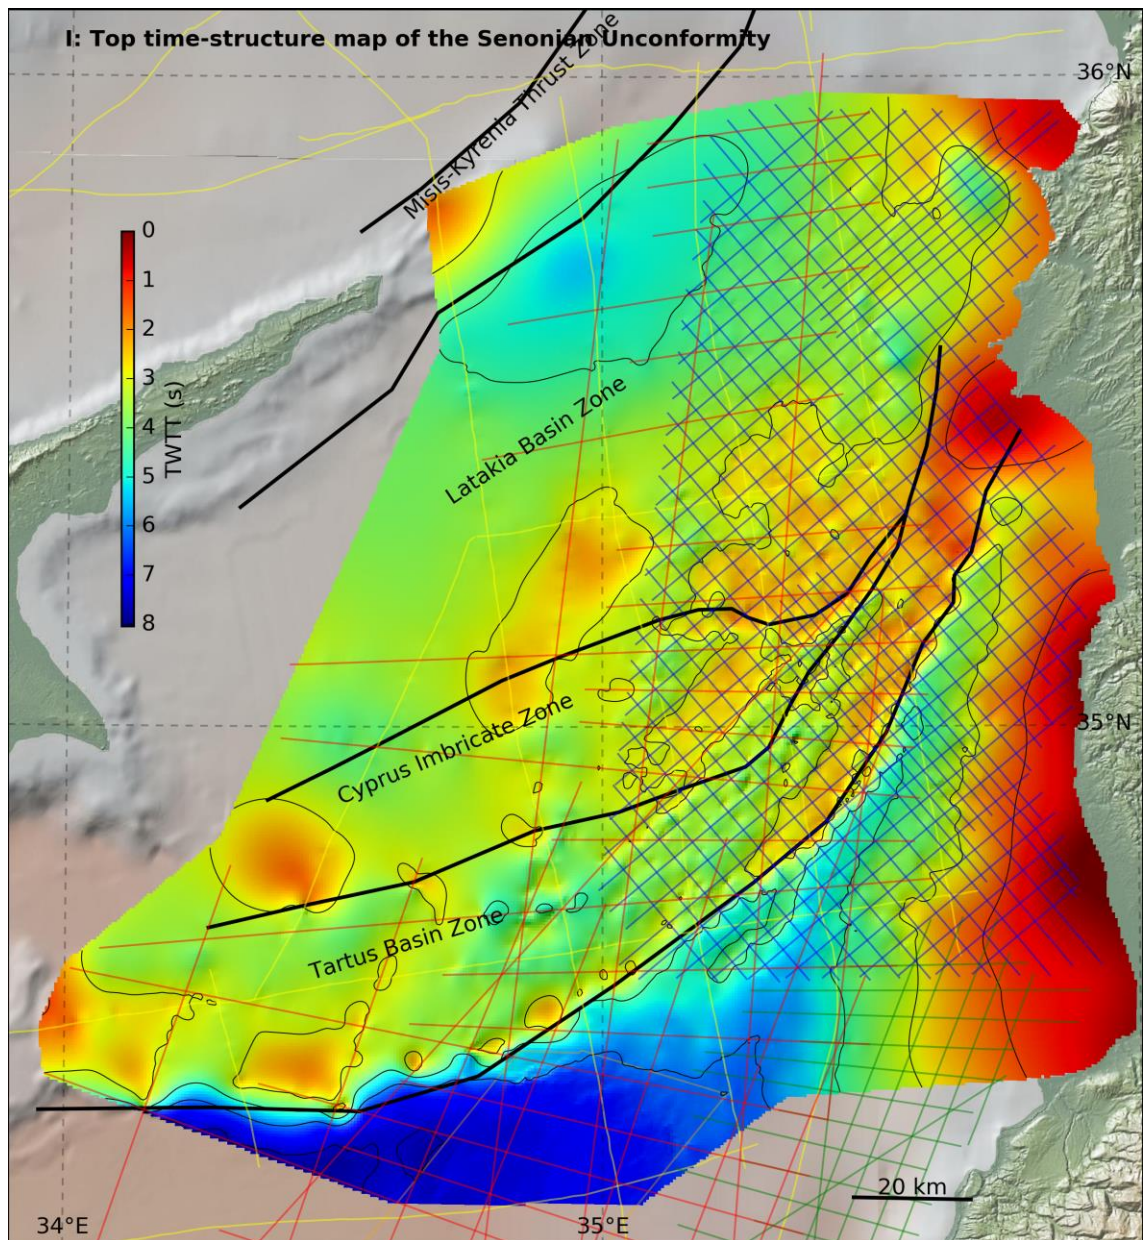 I: Top time-structure map of the Senonian Unconformity
Misis-Kyrenia Thrust Zone
36°N
0
1
2
3
4
5
6
7
8
TWTT (s)
Latakia Basin Zone
Cyprus Imbricate Zone
35°N
Tartus Basin Zone
20 km
34°E
35°E